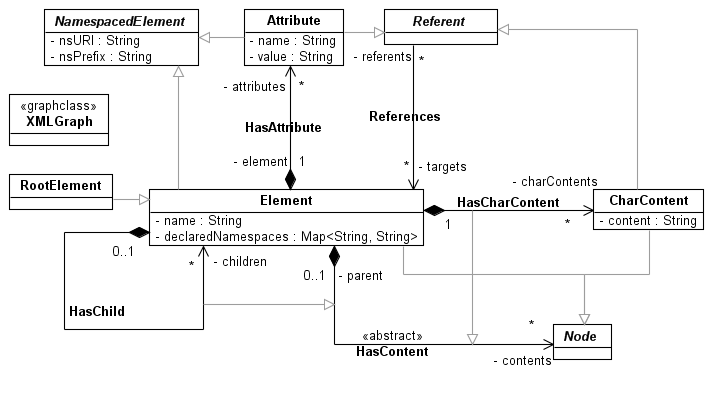 NamespacedElement
- nsURI : String
- nsPrefix : String
Attribute
- name : String
- value : String
Referent
- attributes
*
- referents
*
«graphclass»
XMLGraph
HasAttribute
References
- element
1
*
- targets
RootElement
Element
- name : String
- declaredNamespaces : Map<String, String>
- charContents
HasCharContent
1
*
CharContent
- content : String
0..1
*
- children
0..1
- parent
HasChild
«abstract»
HasContent
*
- contents
Node